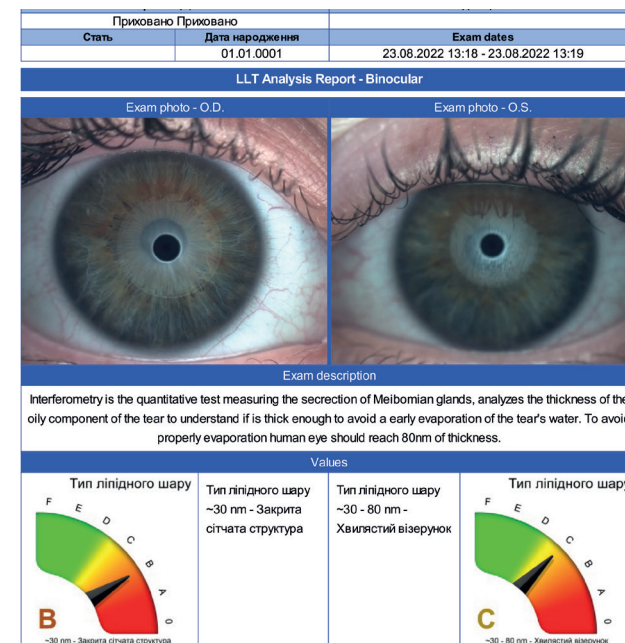 Приховано Приховано
Стать
Дата народження
Exam dates
01.01.0001
23.08.2022 13:18 - 23.08.2022 13:19
LLT Analysis Report - Binocular
Exam photo - O.D.
Exam photo - O.S.
Exam description
Interferometry is the quantitative test measuring the secrection of Meibomian glands, analyzes the thickness of the
oily component of the tear to understand if is thick enough to avoid a early evaporation of the tear's water. To avoid
properly evaporation human eye should reach 80nm of thickness.
Values
Тип ліпідного шару
F
E
D
C
B
A
0
B
~30 nm - Закрита сітчата структура
Тип ліпідного шару
~30 nm - Закрита
сітчата структура
Тип ліпідного шару
~30 - 80 nm -
Хвилястий візерунок
Тип ліпідного шару
F
E
D
C
B
A
0
C
~30 - 80 nm - Хвилястий візерунок